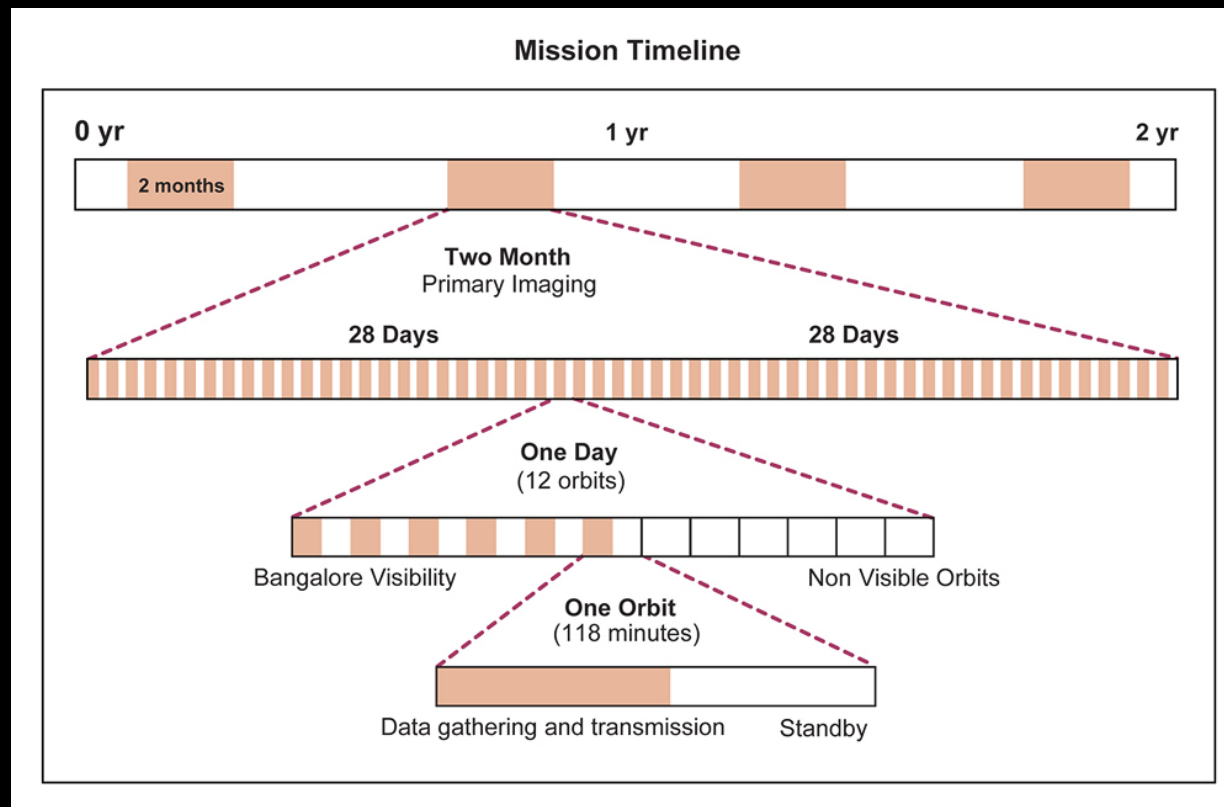 Mission Timeline
0 yr
1 yr
2 yr
2 months
Two Month
Primary Imaging
28 Days
28 Days
One Day
(12 orbits)
Bangalore Visibility
Non Visible Orbits
One Orbit
(118 minutes)
Data gathering and transmission
Standby